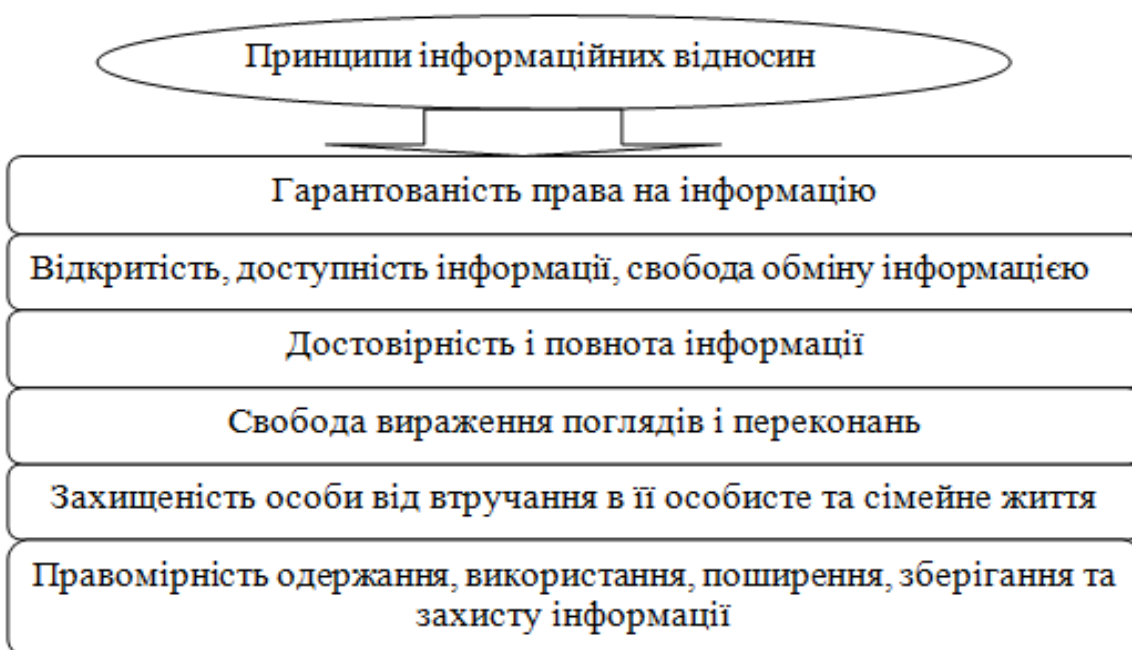 Принципи інформаційних відносин
Гарантованість права на інформацію
Відкритість, доступність інформації, свобода обміну інформацією
Достовірність і повнота інформації
Свобода вираження поглядів і переконань
Захищеність особи від втручання в її особисте та сімейне життя
Правомірність одержання, використання, поширення, зберігання та
захисту інформації